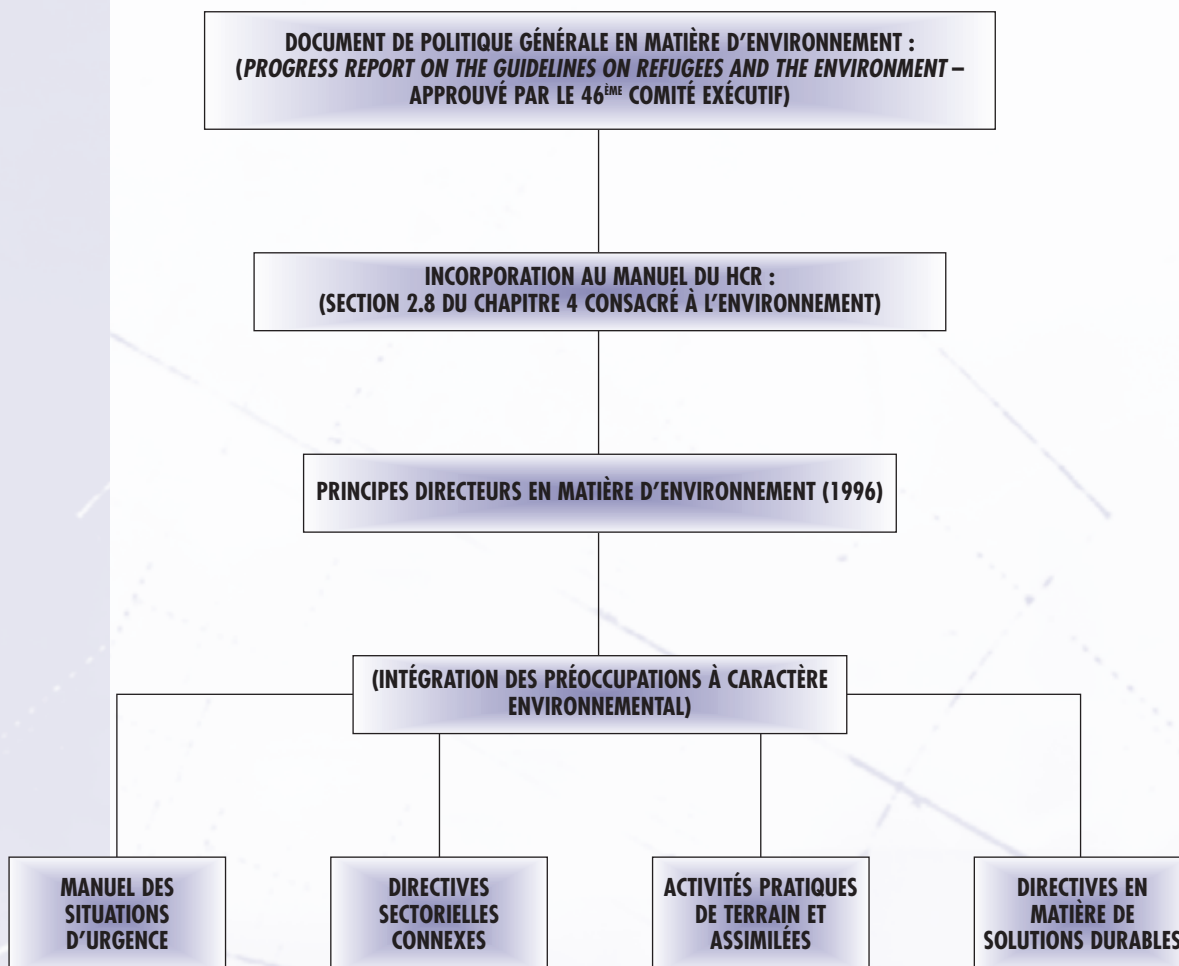 DOCUMENT DE POLITIQUE GÉNÉRALE EN MATIÈRE D'ENVIRONNEMENT :
(PROGRESS REPORT ON THE GUIDELINES ON REFUGEES AND THE ENVIRONMENT –
APPROUVÉ PAR LE 46ÈME COMITÉ EXÉCUTIF)
INCORPORATION AU MANUEL DU HCR :
(SECTION 2.8 DU CHAPITRE 4 CONSACRÉ À L'ENVIRONNEMENT)
PRINCIPES DIRECTEURS EN MATIÈRE D'ENVIRONNEMENT (1996)
(INTÉGRATION DES PRÉOCCUPATIONS À CARACTÈRE
ENVIRONNEMENTAL)
MANUEL DES
SITUATIONS
D'URGENCE
DIRECTIVES
SECTORIELLES
CONNEXES
ACTIVITÉS PRATIQUES
DE TERRAIN ET
ASSIMILÉES
DIRECTIVES EN
MATIÈRE DE
SOLUTIONS DURABLES